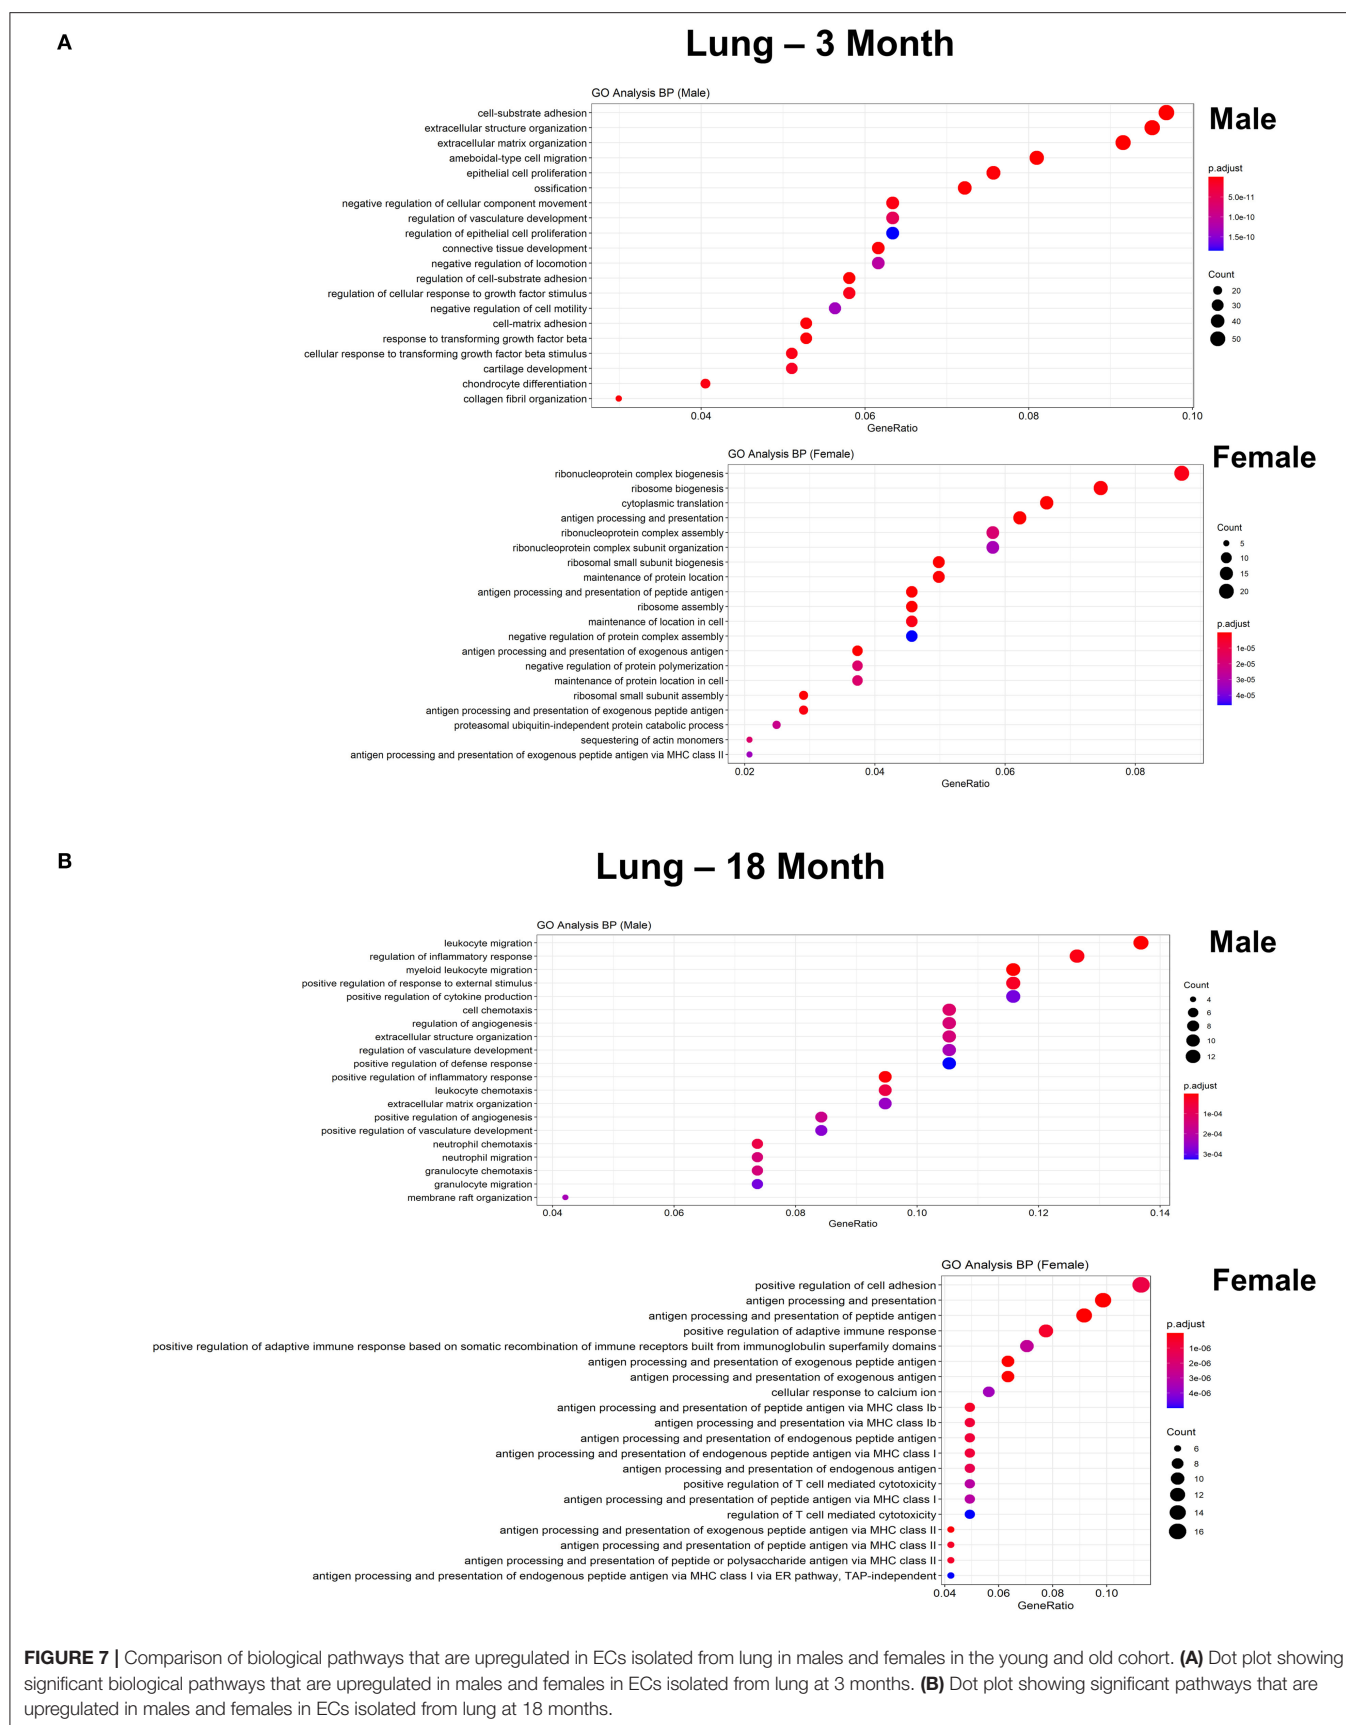 A
Lung – 3 Month
GO Analysis BP (Male)
Male
cell-substrate adhesion
extracellular structure organization
extracellular matrix organization
ameboidal-type cell migration
epithelial cell proliferation
ossification
negative regulation of cellular component movement
regulation of vasculature development
regulation of epithelial cell proliferation
connective tissue development
negative regulation of locomotion
regulation of cell-substrate adhesion
regulation of cellular response to growth factor stimulus
negative regulation of cell motility
cell-matrix adhesion
response to transforming growth factor beta
cellular response to transforming growth factor beta stimulus
cartilage development
chondrocyte differentiation
collagen fibril organization
0.04 0.06 0.08 0.10
GeneRatio
p.adjust
5.0e-11
1.0e-10
1.5e-10
Count
20
30
40
50
GO Analysis BP (Female)
Female
ribonucleoprotein complex biogenesis
ribosome biogenesis
cytoplasmic translation
antigen processing and presentation
ribonucleoprotein complex assembly
ribonucleoprotein complex subunit organization
ribosomal small subunit biogenesis
maintenance of protein location
antigen processing and presentation of peptide antigen
ribosome assembly
maintenance of location in cell
negative regulation of protein complex assembly
antigen processing and presentation of exogenous antigen
negative regulation of protein polymerization
maintenance of protein location in cell
ribosomal small subunit assembly
antigen processing and presentation of exogenous peptide antigen
proteasomal ubiquitin-independent protein catabolic process
sequestering of actin monomers
antigen processing and presentation of exogenous peptide antigen via MHC class II
0.02 0.04 0.06 0.08
GeneRatio
Count
5
10
15
20
p.adjust
1e-05
2e-05
3e-05
4e-05
B
Lung – 18 Month
GO Analysis BP (Male)
Male
leukocyte migration
regulation of inflammatory response
myeloid leukocyte migration
positive regulation of response to external stimulus
positive regulation of cytokine production
cell chemotaxis
regulation of angiogenesis
extracellular structure organization
regulation of vasculature development
positive regulation of defense response
positive regulation of inflammatory response
leukocyte chemotaxis
extracellular matrix organization
positive regulation of angiogenesis
positive regulation of vasculature development
neutrophil chemotaxis
neutrophil migration
granulocyte chemotaxis
granulocyte migration
membrane raft organization
0.04 0.06 0.08 0.10 0.12 0.14
GeneRatio
Count
4
6
8
10
12
p.adjust
1e-04
2e-04
3e-04
GO Analysis BP (Female)
Female
positive regulation of cell adhesion
antigen processing and presentation
antigen processing and presentation of peptide antigen
positive regulation of adaptive immune response
positive regulation of adaptive immune response based on somatic recombination of immune receptors built from immunoglobulin superfamily domains
antigen processing and presentation of exogenous peptide antigen
antigen processing and presentation of exogenous antigen
cellular response to calcium ion
antigen processing and presentation of peptide antigen via MHC class Ib
antigen processing and presentation via MHC class Ib
antigen processing and presentation of endogenous peptide antigen
antigen processing and presentation of endogenous peptide antigen via MHC class I
antigen processing and presentation of endogenous antigen
positive regulation of T cell mediated cytotoxicity
antigen processing and presentation of peptide antigen via MHC class I
regulation of T cell mediated cytotoxicity
antigen processing and presentation of exogenous peptide antigen via MHC class II
antigen processing and presentation of peptide antigen via MHC class II
antigen processing and presentation of peptide or polysaccharide antigen via MHC class II
antigen processing and presentation of endogenous peptide antigen via MHC class I via ER pathway, TAP-independent
0.04 0.06 0.08 0.10
GeneRatio
p.adjust
1e-06
2e-06
3e-06
4e-06
Count
6
8
10
12
14
16
FIGURE 7 | Comparison of biological pathways that are upregulated in ECs isolated from lung in males and females in the young and old cohort. (A) Dot plot showing
significant biological pathways that are upregulated in males and females in ECs isolated from lung at 3 months. (B) Dot plot showing significant pathways that are
upregulated in males and females in ECs isolated from lung at 18 months.